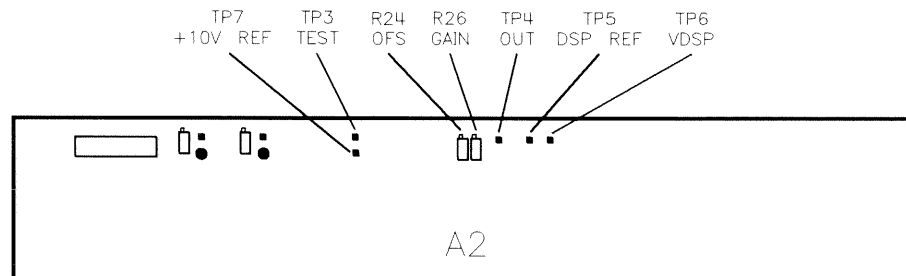 TP7 TP3 R24 R26 TP4 TP5 TP6
+10V REF TEST OFS GAIN OUT DSP REF VDSP
A2